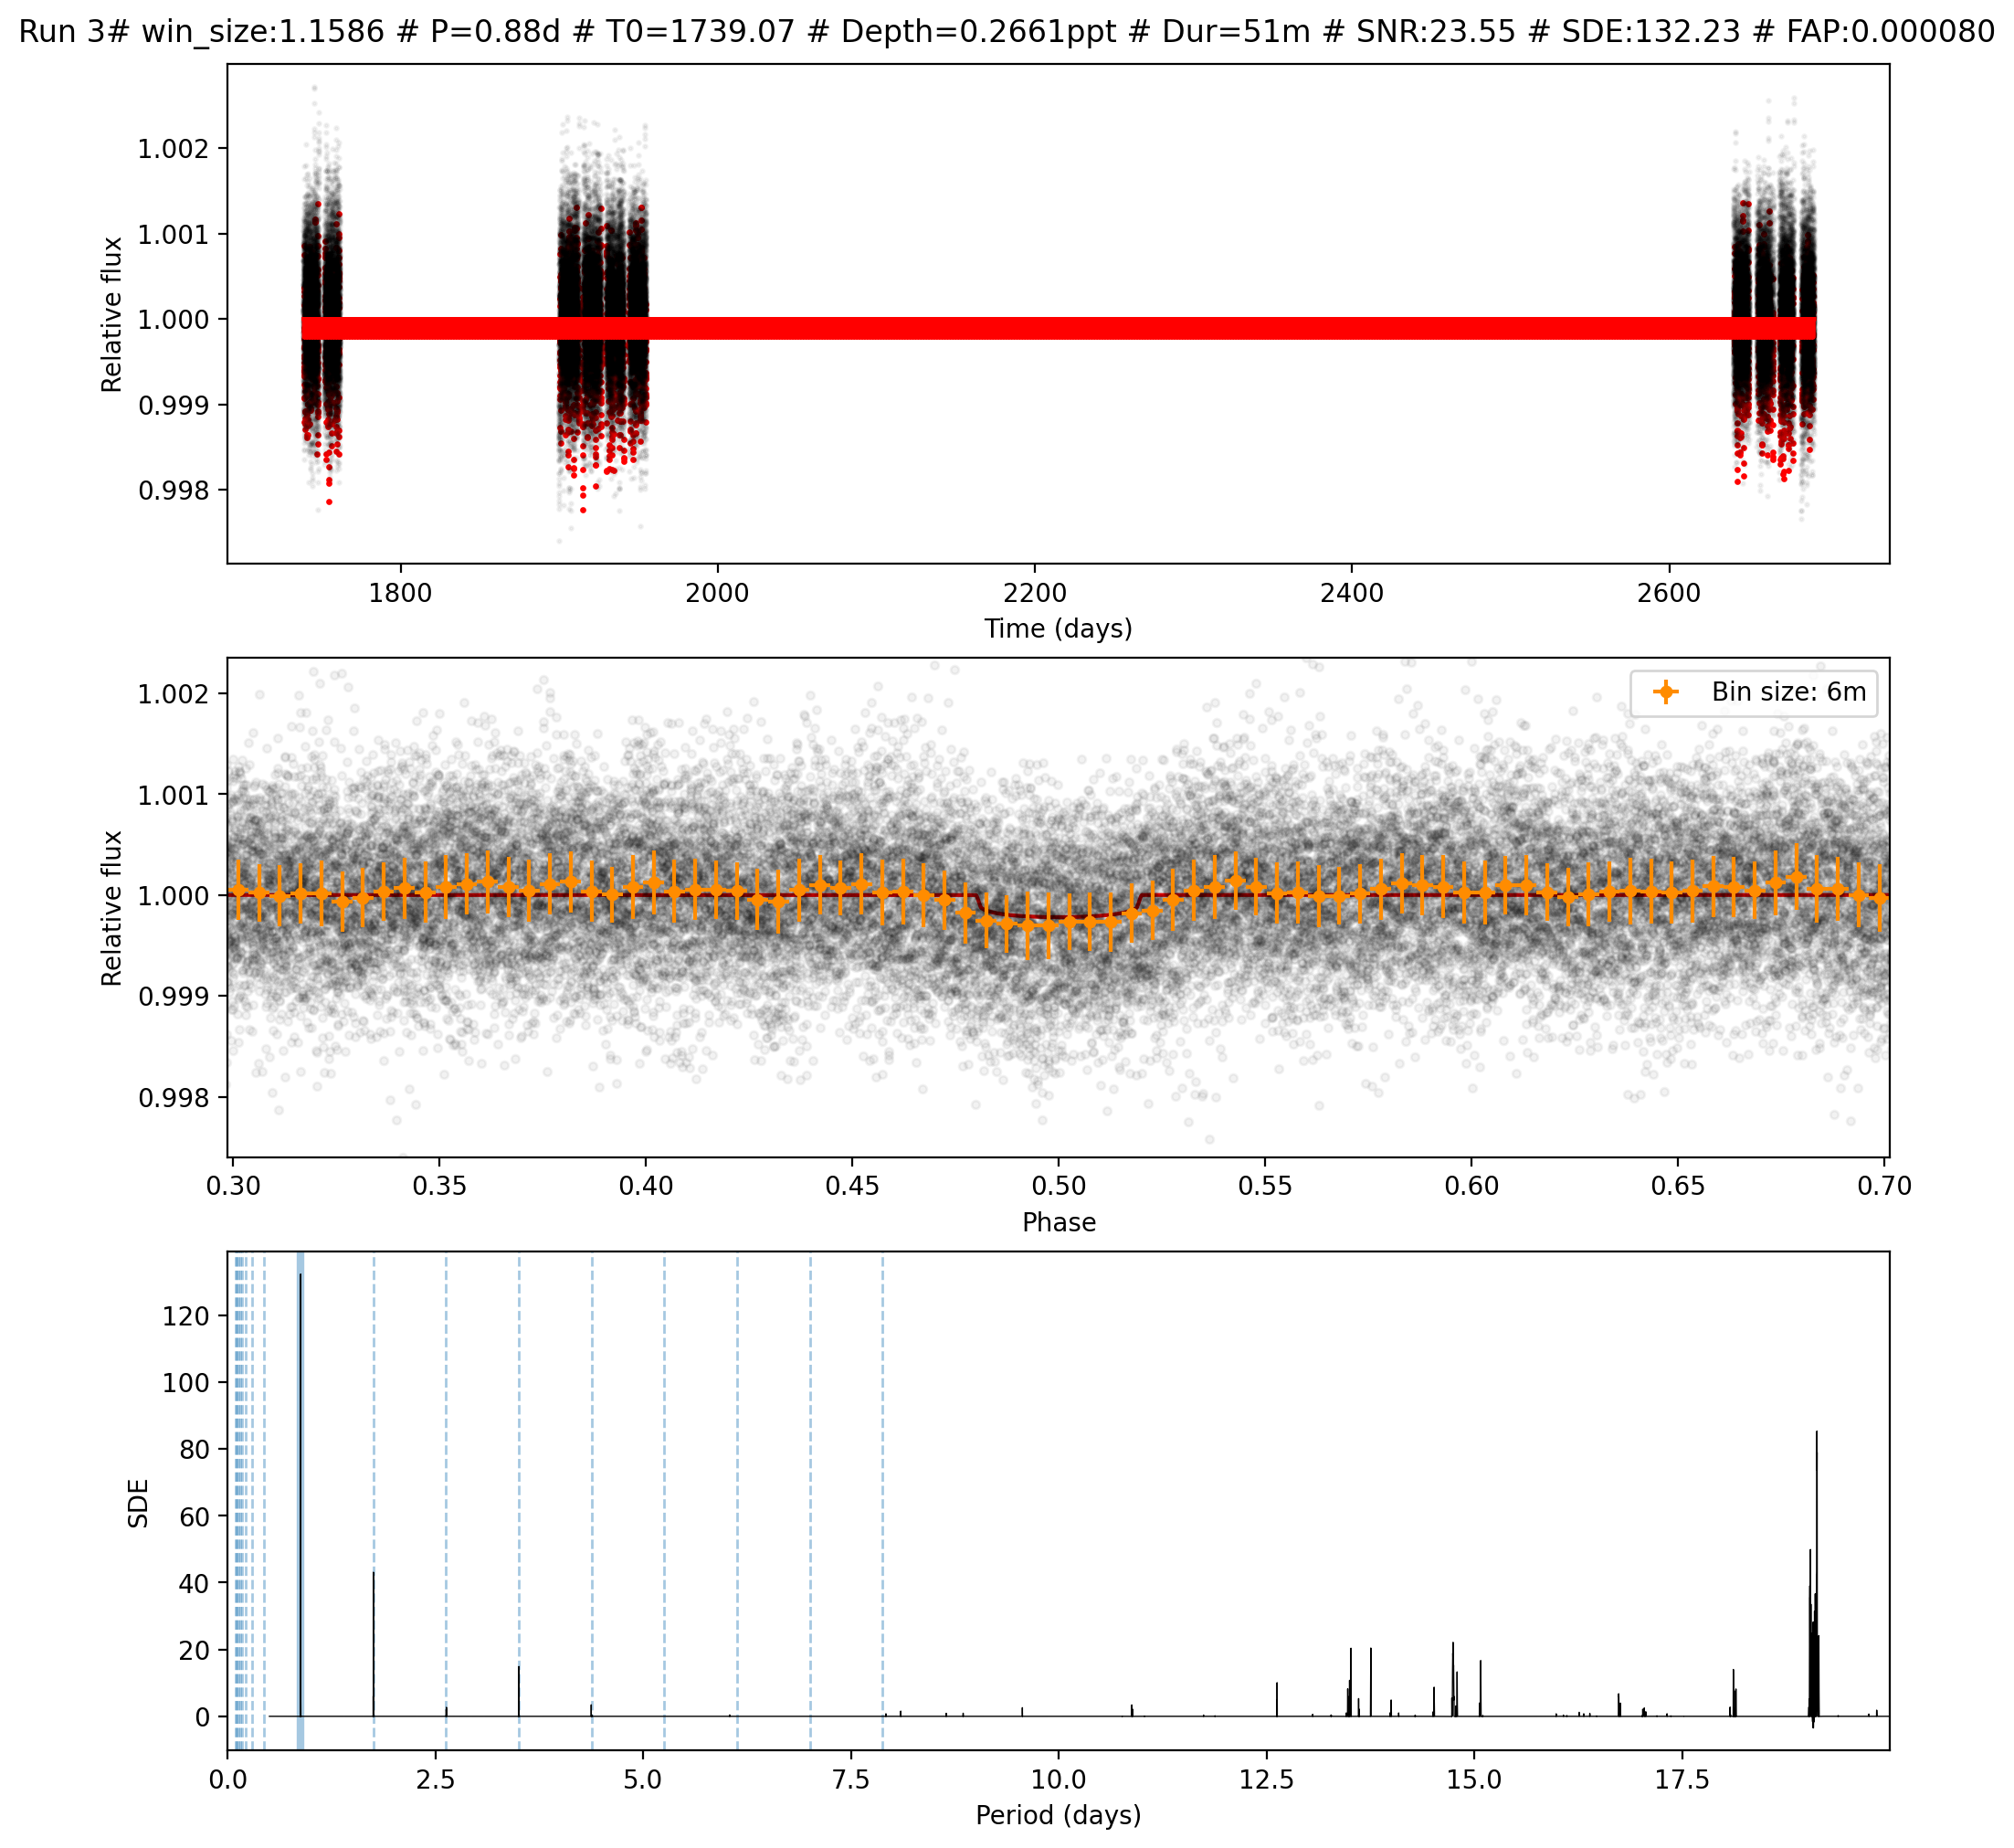 Run 3# win_size:1.1586 # P=0.88d # T0=1739.07 # Depth=0.2661ppt # Dur=51m # SNR:23.55 # SDE:132.23 # FAP:0.000080
1.002
1.001
1.000
0.999
0.998
Relative flux
1800 2000 2200 2400 2600
Time (days)
Bin size: 6m
1.002
1.001
1.000
0.999
0.998
Relative flux
0.30 0.35 0.40 0.45 0.50 0.55 0.60 0.65 0.70
Phase
120
100
80
60
40
20
0
SDE
0.0 2.5 5.0 7.5 10.0 12.5 15.0 17.5
Period (days)